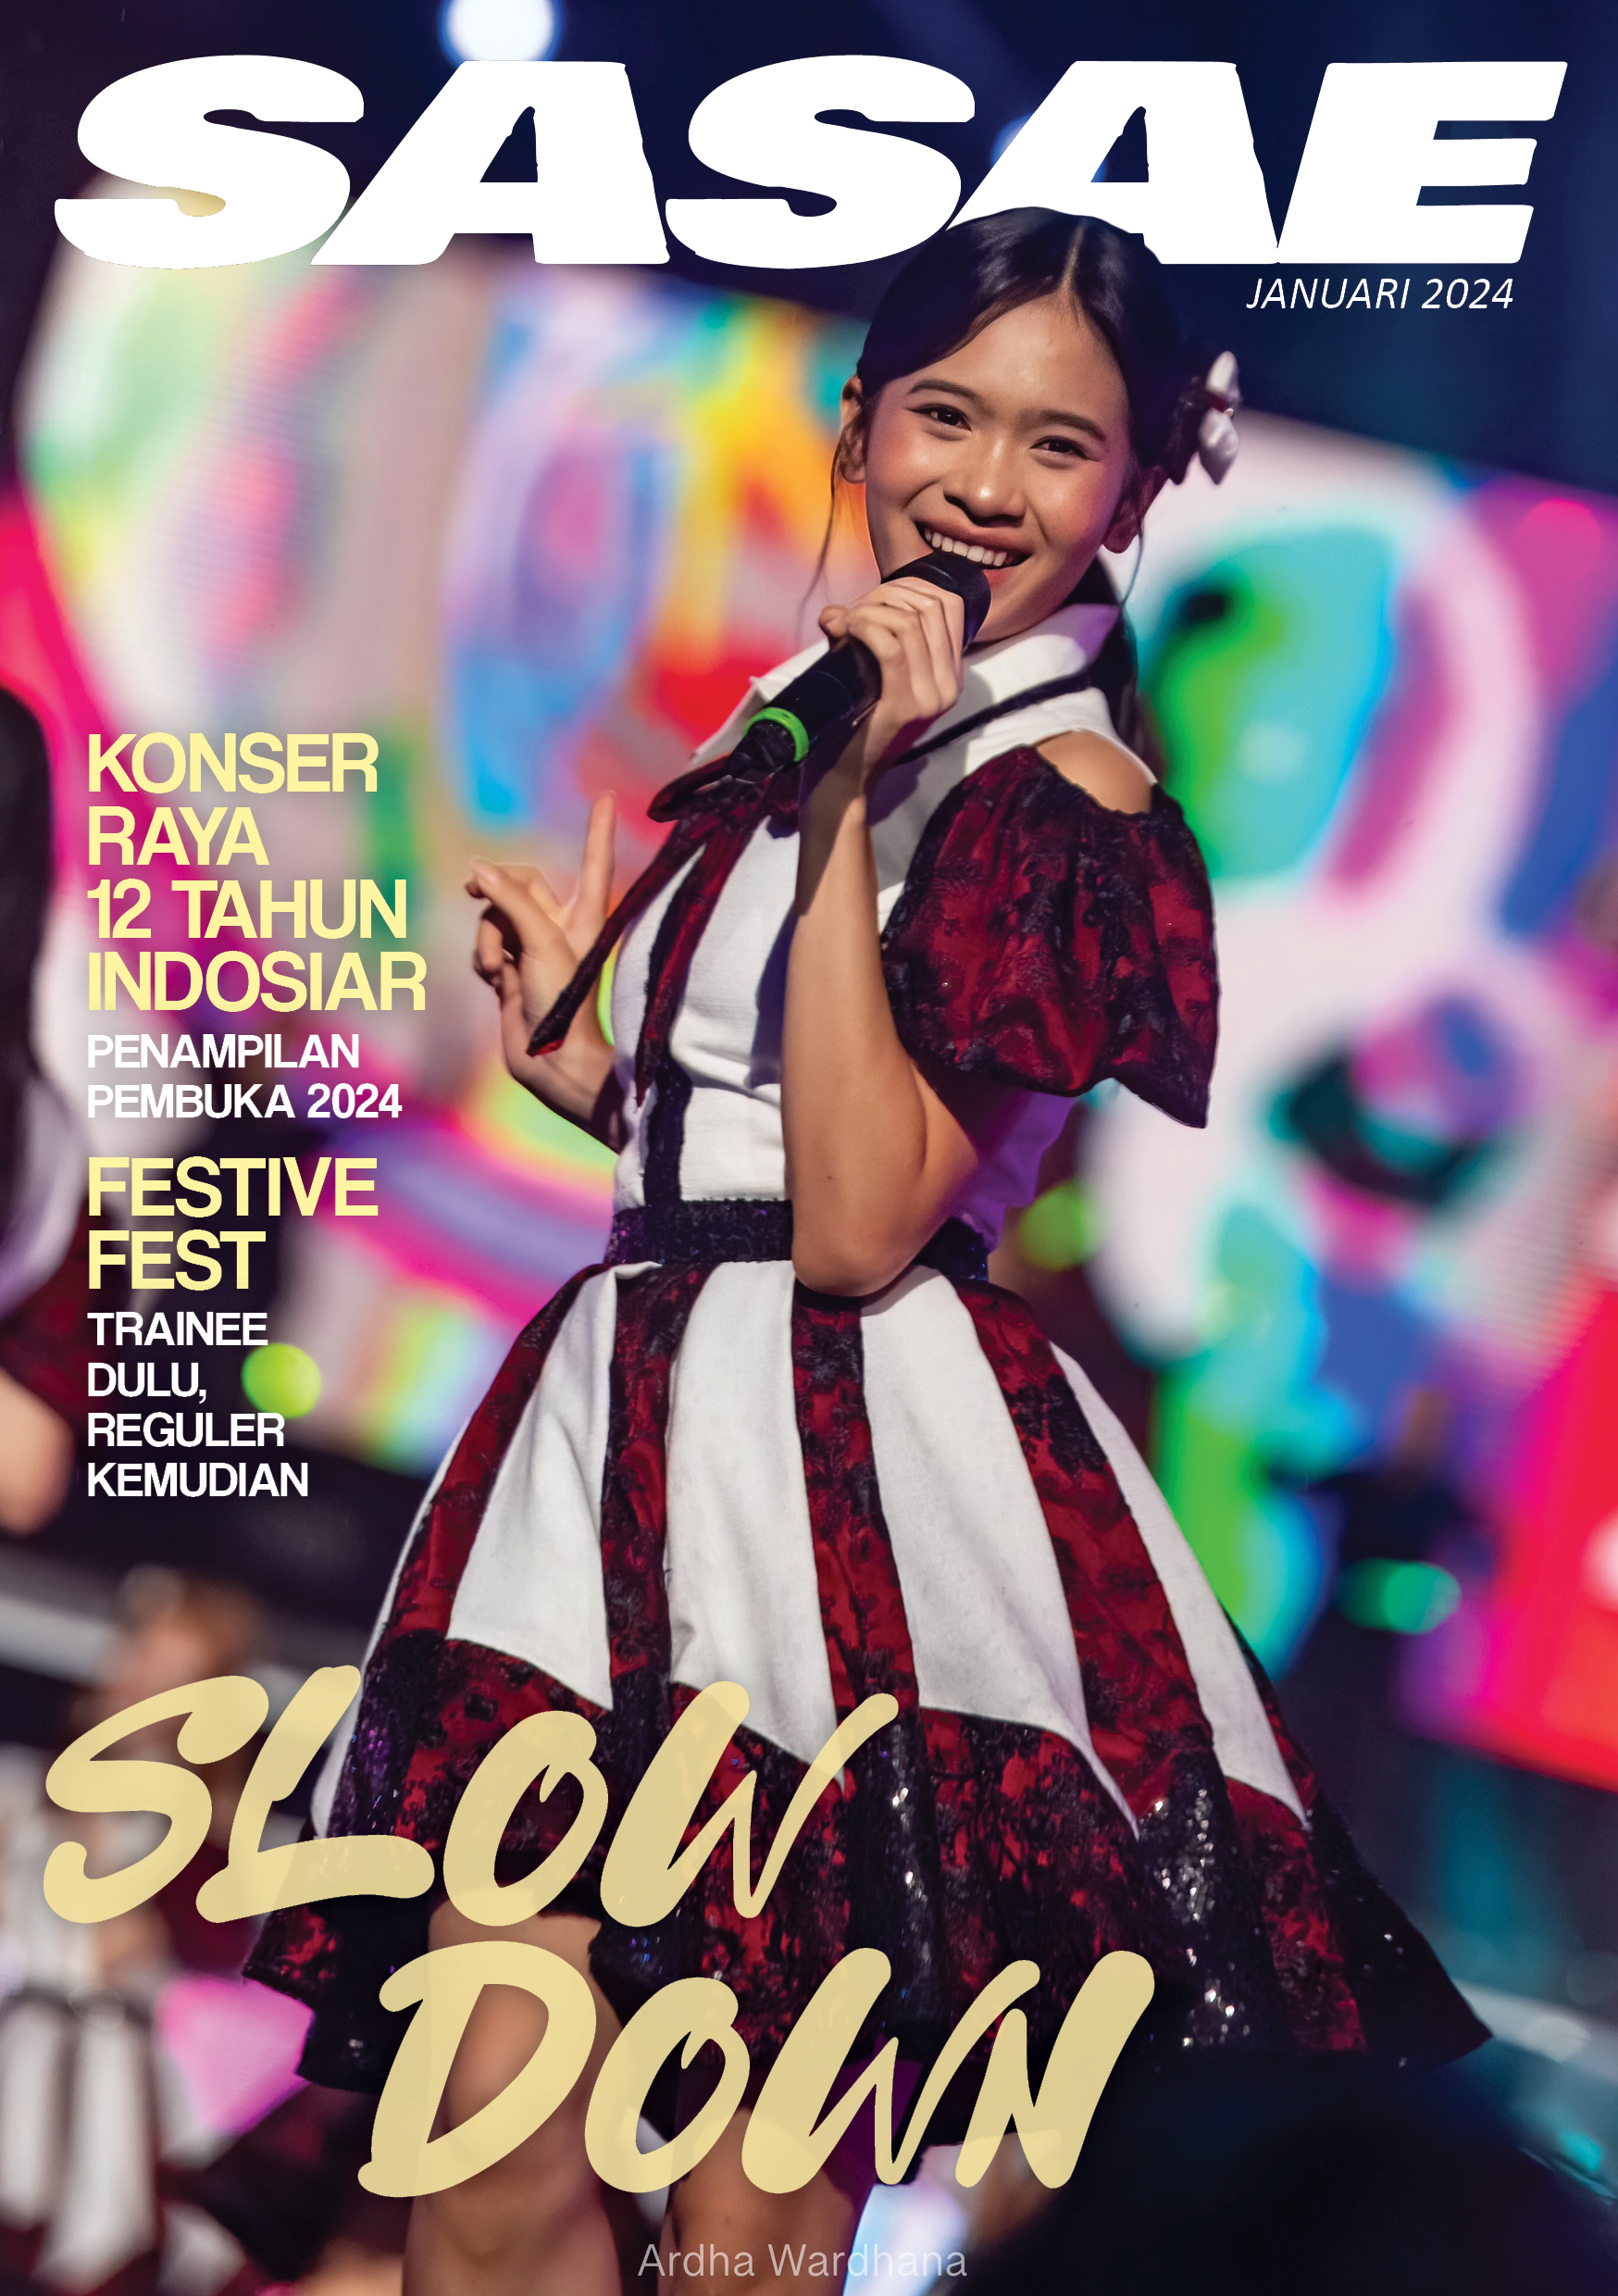 SASAE
JANUARI 2024
KONSER
RAYA
12 TAHUN
INDOSIAR
PENAMPILAN
PEMBUKA 2024
FESTIVE
FEST
TRAINEE
DULU,
REGULER
KEMUDIAN
SLOW
DOWN
Ardha Wardhana